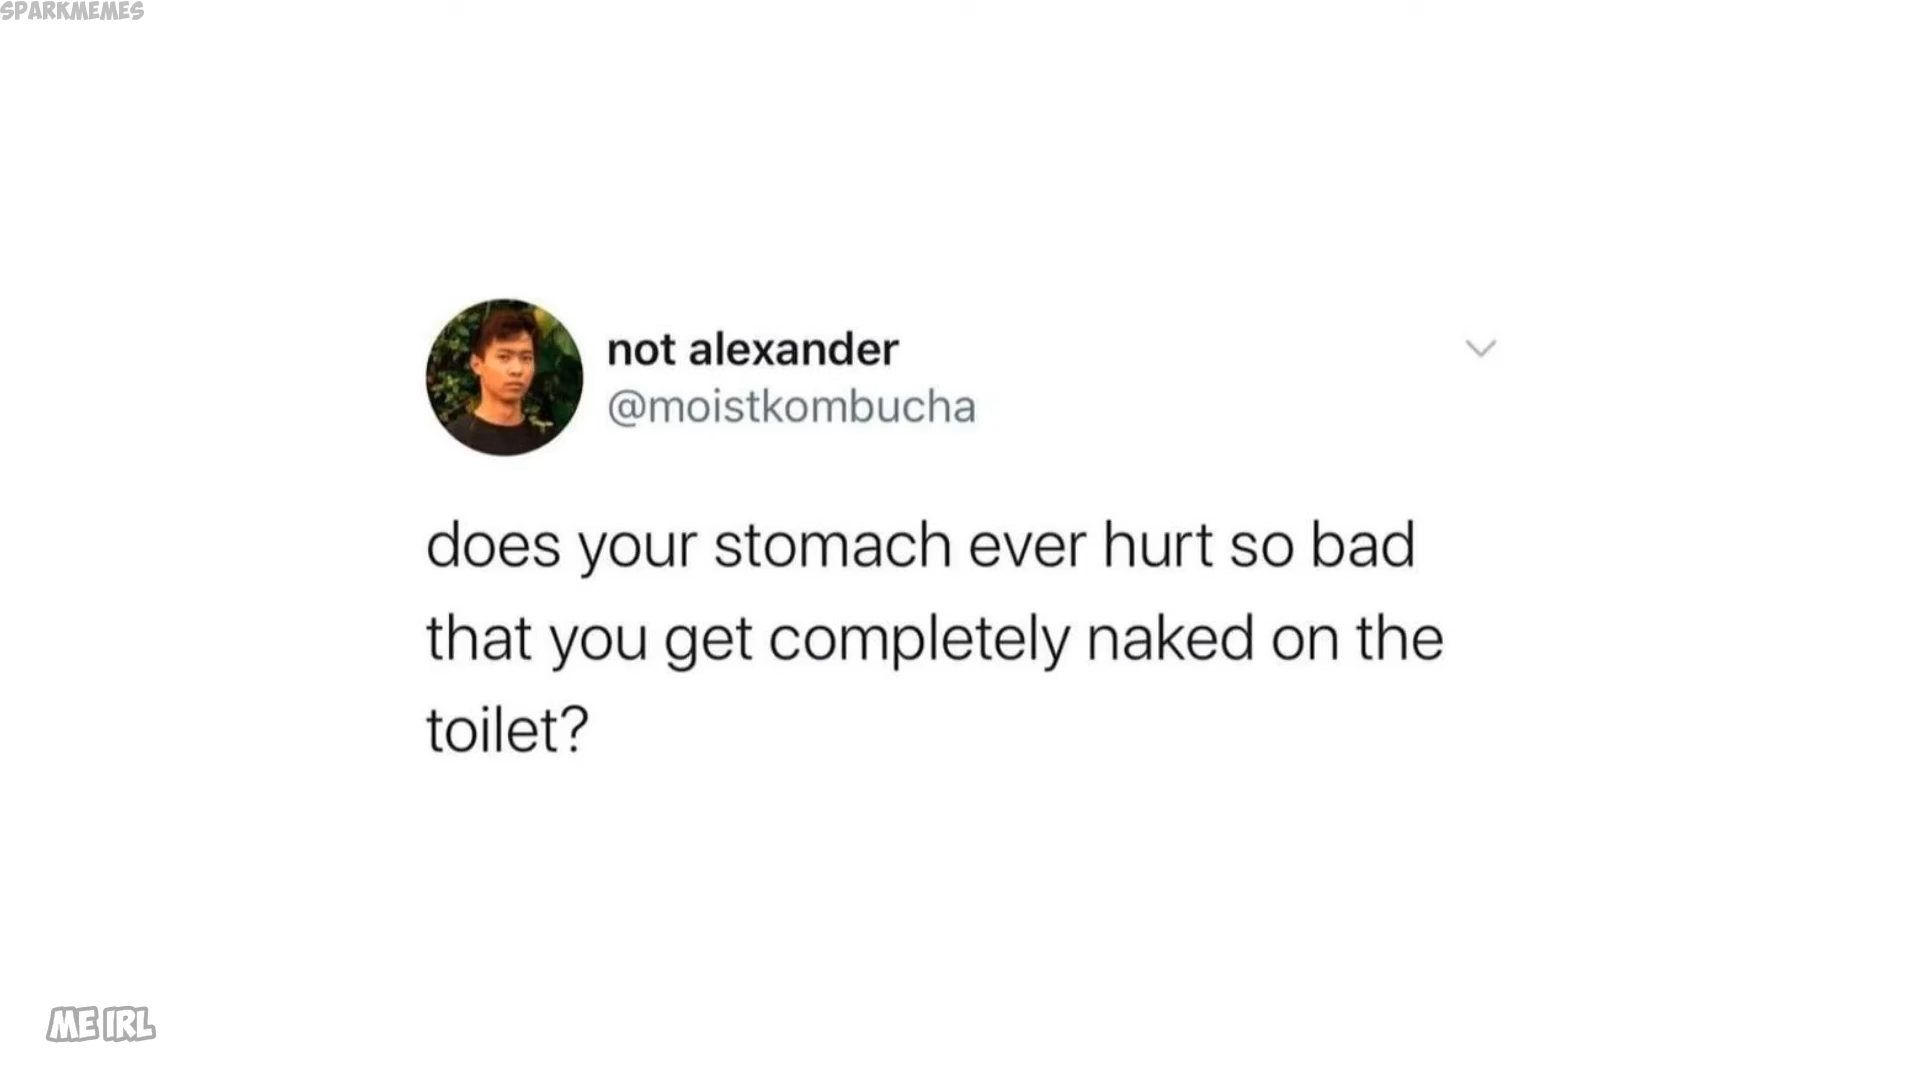 SPARKMEMES
not alexander
@moistkombucha
does your stomach ever hurt so bad
that you get completely naked on the
toilet?
ME IRL